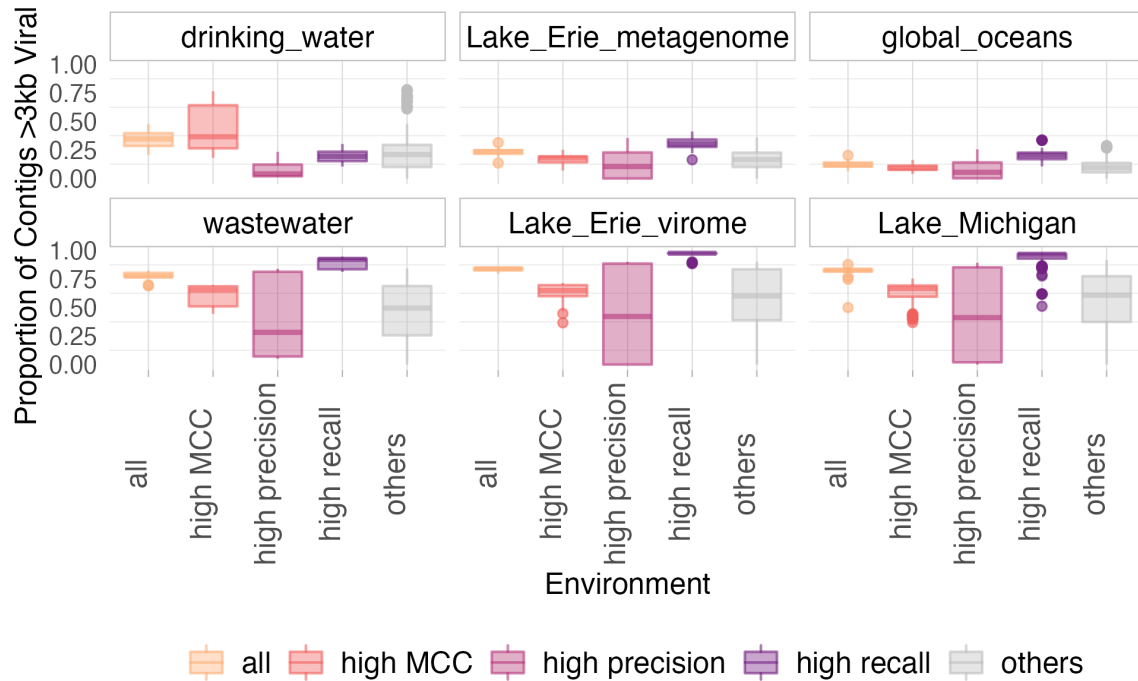 Proportion of Contigs >3kb Viral
drinking_water
Lake_Erie_metagenome
global_oceans
1.00
0.75
0.50
0.25
0.00
wastewater
Lake_Erie_virome
Lake_Michigan
1.00
0.75
0.50
0.25
0.00
all
high MCC
high precision
high recall
others
all
high MCC
high precision
high recall
others
all
high MCC
high precision
high recall
others
Environment
all high MCC high precision high recall others